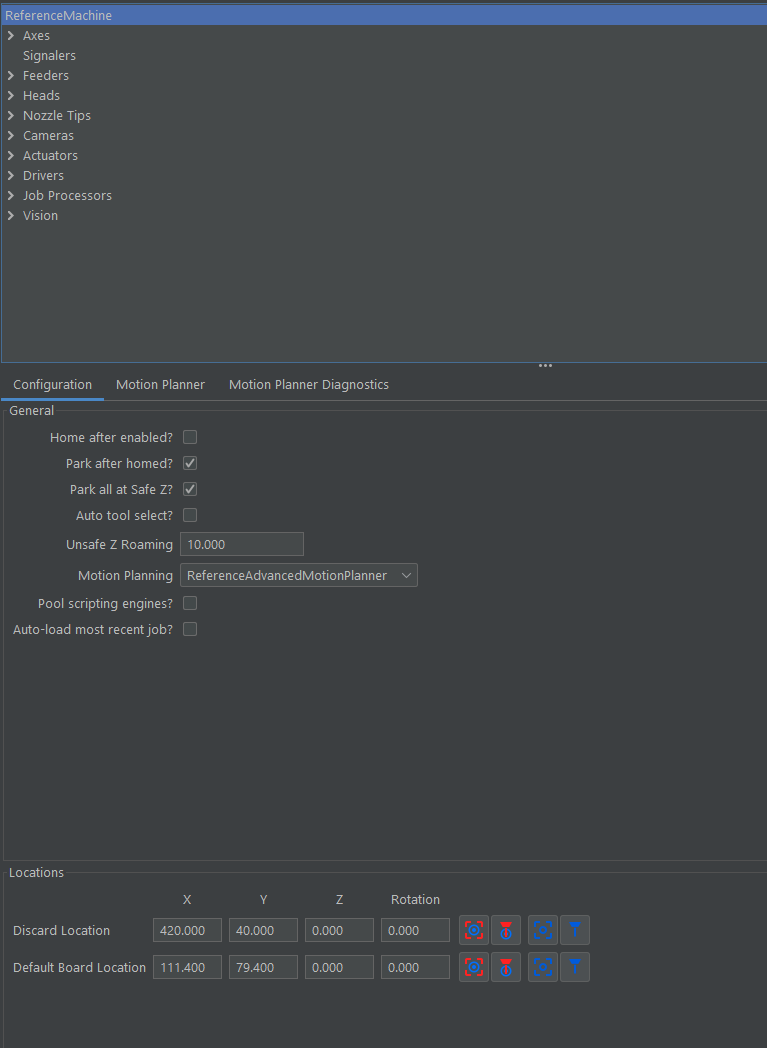 ReferenceMachine
Axes
Signalers
Feeders
Heads
Nozzle Tips
Cameras
Actuators
Drivers
Job Processors
Vision
Configuration Motion Planner Motion Planner Diagnostics
General
Home after enabled?
Park after homed?
Park all at Safe Z?
Auto tool select?
Unsafe Z Roaming 10.000
Motion Planning ReferenceAdvancedMotionPlanner
Pool scripting engines?
Auto-load most recent job?
Locations
X Y Z Rotation
Discard Location 420.000 40.000 0.000 0.000
Default Board Location 111.400 79.400 0.000 0.000